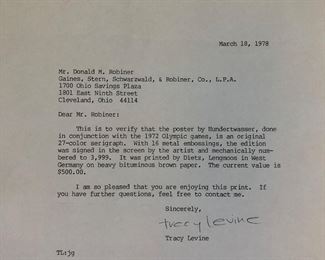 March 18, 1978
Mr. Donald M. Robiner
Gaines, Stern, Schwarzwald, & Robiner, Co., L.P.A.
1700 Ohio Savings Plaza
1801 East Ninth Street
Cleveland, Ohio 44114
Dear Mr. Robiner:
This is to verify that the poster by Hundertwasser, done
in conjunction with the 1972 Olympic games, is an original
27-color serigraph. With 16 metal embossings, the edition
was signed in the screen by the artist and mechanically num-
bered to 3,999. It was printed by Dietz, Lengmoos in West
Germany on heavy bituminous brown paper. The current value is
$500.00.
I am so pleased that you are enjoying this print. If
you have further questions, feel free to contact me.
Sincerely,
tracy levine
Tracy Levine
TL:jg